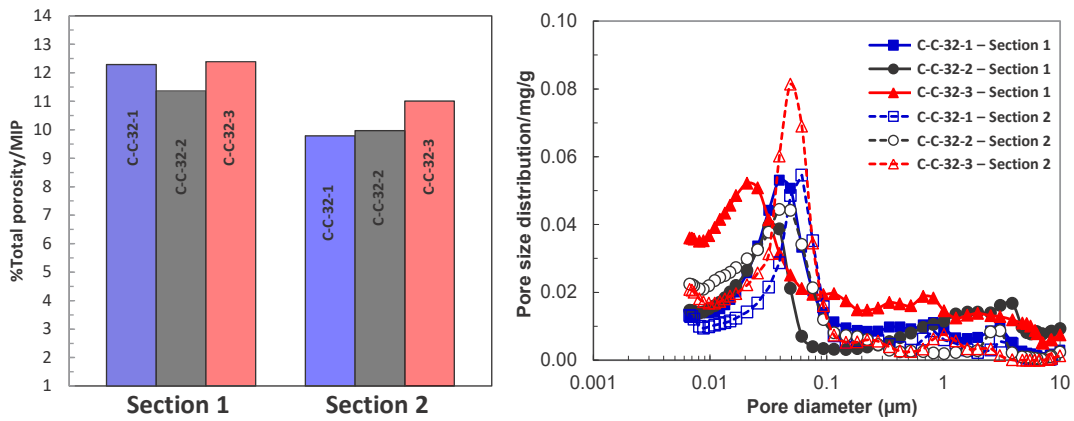 14
13
12
11
10
9
8
7
6
5
4
3
2
1
%Total porosity/MIP
C-C-32-1
C-C-32-2
C-C-32-3
C-C-32-1
C-C-32-2
C-C-32-3
Section 1
Section 2
0.10
0.08
0.06
0.04
0.02
0.00
Pore size distribution/mg/g
C-C-32-1 – Section 1
C-C-32-2 – Section 1
C-C-32-3 – Section 1
C-C-32-1 – Section 2
C-C-32-2 – Section 2
C-C-32-3 – Section 2
0.001
0.01
0.1
1
10
Pore diameter (µm)